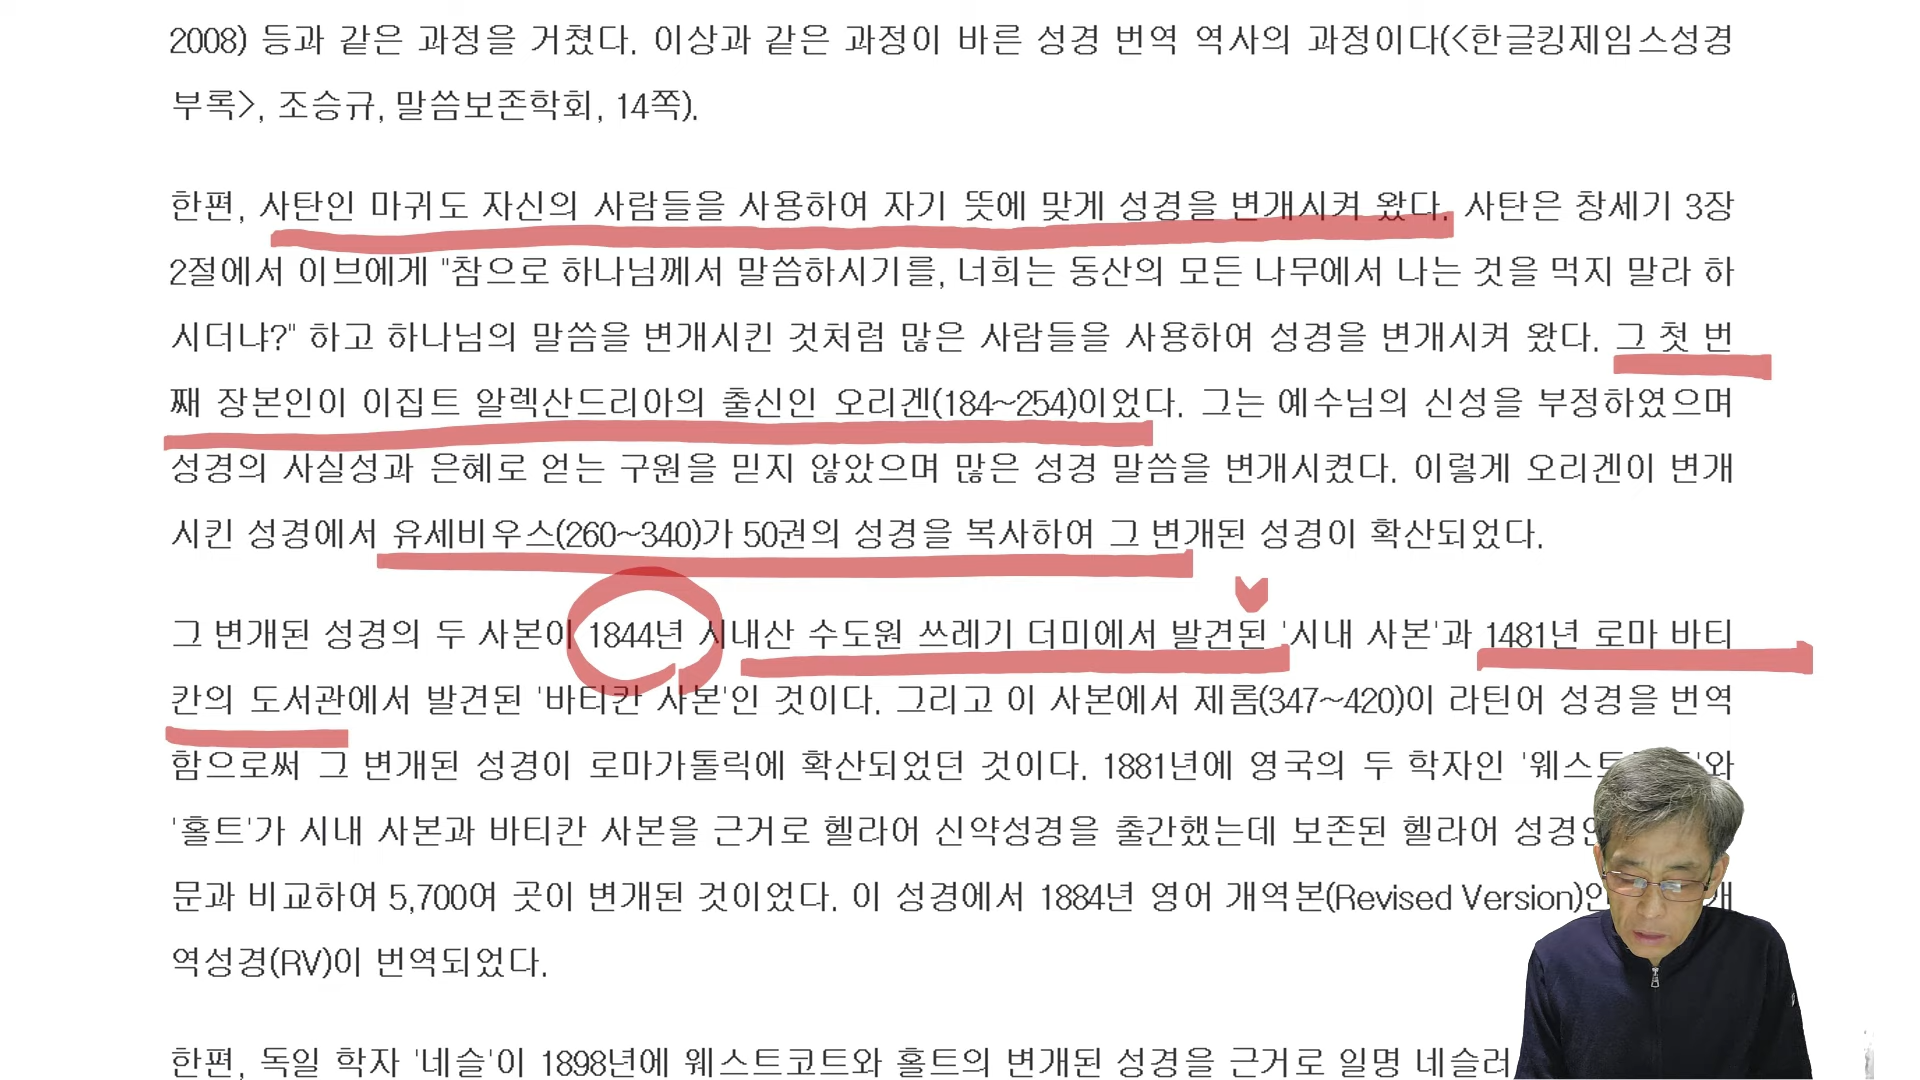 2008) 등과 같은 과정을 거쳤다. 이상과 같은 과정이 바른 성경 번역 역사의 과정이다(<한글킹제임스성경
부록>, 조승규, 말씀보존학회, 14쪽).
한편, 사탄인 마귀도 자신의 사람들을 사용하여 자기 뜻에 맞게 성경을 변개시켜 왔다. 사탄은 창세기 3장
2절에서 이브에게 "참으로 하나님께서 말씀하시기를, 너희는 동산의 모든 나무에서 나는 것을 먹지 말라 하
시더냐?" 하고 하나님의 말씀을 변개시킨 것처럼 많은 사람들을 사용하여 성경을 변개시켜 왔다. 그 첫 번
째 장본인이 이집트 알렉산드리아의 출신인 오리겐(184~254)이었다. 그는 예수님의 신성을 부정하였으며
성경의 사실성과 은혜로 얻는 구원을 믿지 않았으며 많은 성경 말씀을 변개시켰다. 이렇게 오리겐이 변개
시킨 성경에서 유세비우스(260~340)가 50권의 성경을 복사하여 그 변개된 성경이 확산되었다.
그 변개된 성경의 두 사본이 1844년 시내산 수도원 쓰레기 더미에서 발견된 '시내 사본'과 1481년 로마 바티
칸의 도서관에서 발견된 '바티칸 사본'인 것이다. 그리고 이 사본에서 제롬(347~420)이 라틴어 성경을 번역
함으로써 그 변개된 성경이 로마가톨릭에 확산되었던 것이다. 1881년에 영국의 두 학자인 '와
'홀트'가 시내 사본과 바티칸 사본을 근거로 헬라어 신약성경을 출간했는데 보존된 헬라어
문과 비교하여 5,700여 곳이 변개된 것이었다. 이 성경에서 1884년 영어 개역본(Revised Version)
역성경(RV)이 번역되었다.
한편, 독일 학자 '네슬'이 1898년에 웨스트코트와 홀트의 변개된 성경을 근거로 일명